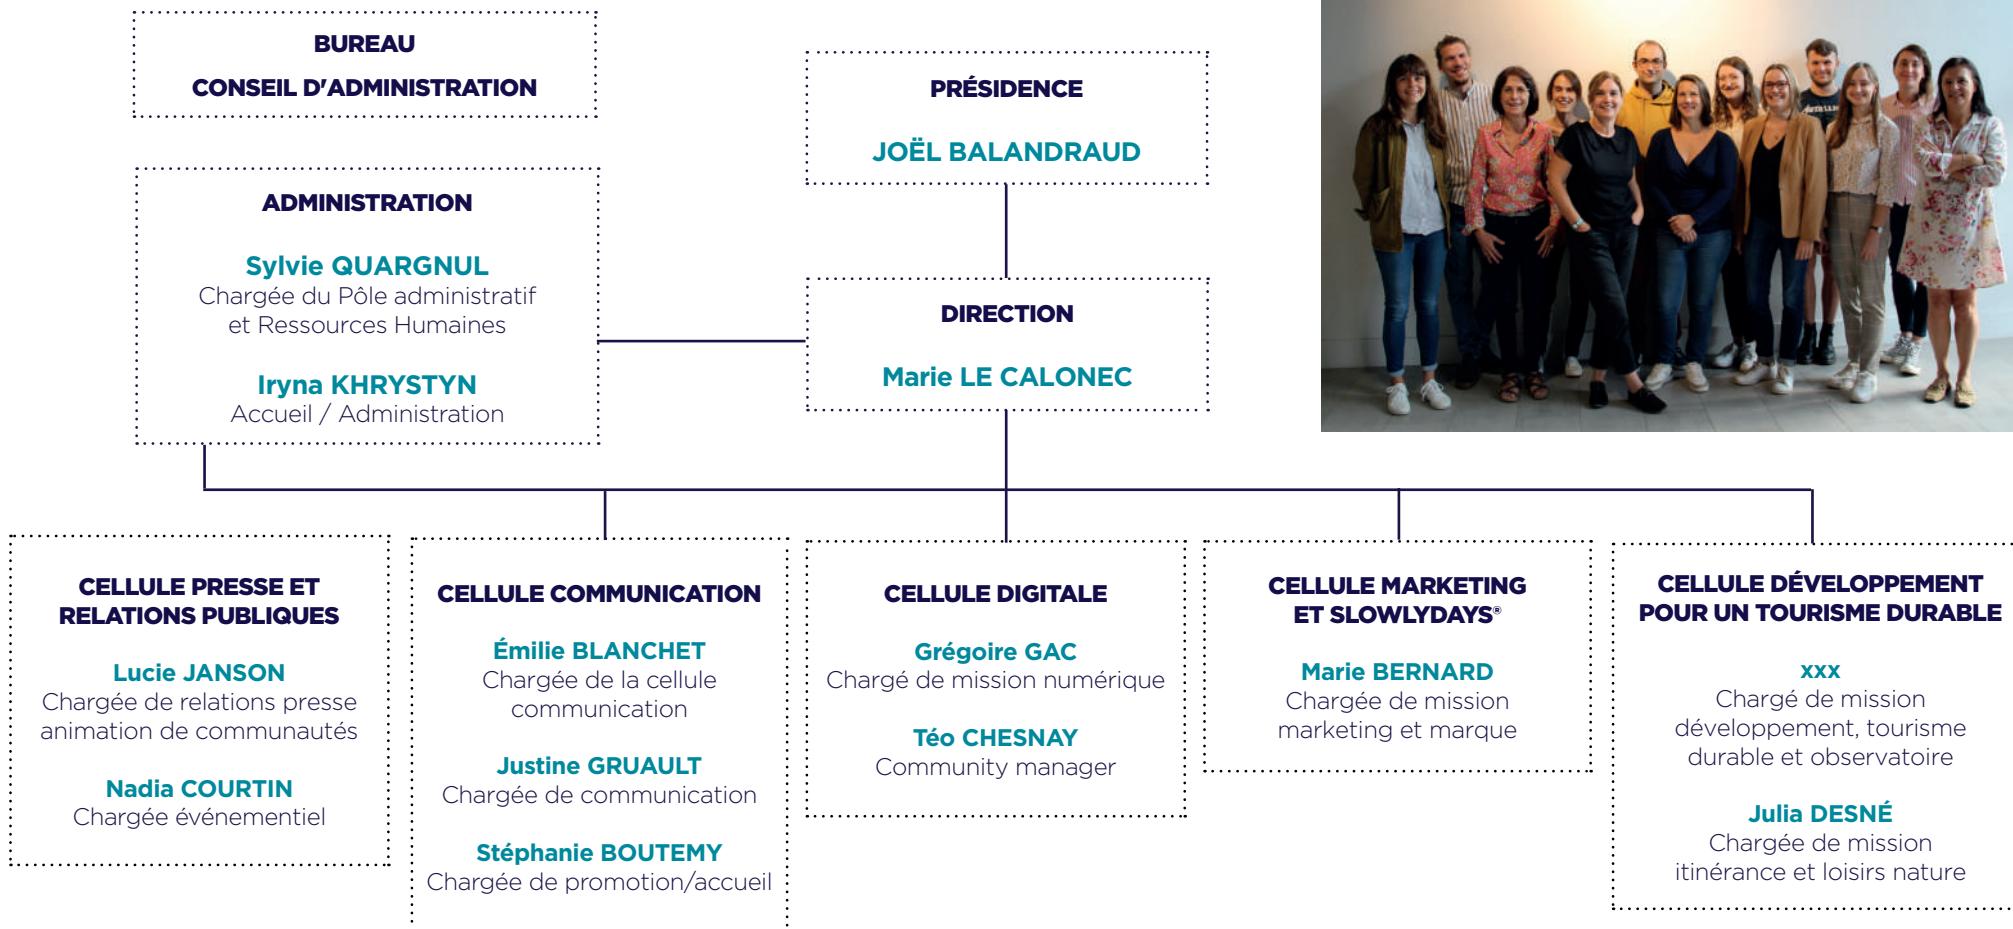 BUREAU
CONSEIL D'ADMINISTRATION
PRÉSIDENCE
JOËL BALANDRAUD
ADMINISTRATION
Sylvie QUARGNUL
Chargée du Pôle administratif
et Ressources Humaines
Iryna KHRYSTYN
Accueil / Administration
DIRECTION
Marie LE CALONEC
CELLULE PRESSE ET
RELATIONS PUBLIQUES
Lucie JANSON
Chargée de relations presse
animation de communautés
Nadia COURTIN
Chargée événementiel
CELLULE COMMUNICATION
Émilie BLANCHET
Chargée de la cellule
communication
Justine GRUAULT
Chargée de communication
Stéphanie BOUTEMY
Chargée de promotion/accueil
CELLULE DIGITALE
Grégoire GAC
Chargé de mission numérique
Téo CHESNAY
Community manager
CELLULE MARKETING
ET SLOWLYDAYS®
Marie BERNARD
Chargée de mission
marketing et marque
CELLULE DÉVELOPPEMENT
POUR UN TOURISME DURABLE
xxx
Chargé de mission
développement, tourisme
durable et observatoire
Julia DESNÉ
Chargée de mission
itinérance et loisirs nature